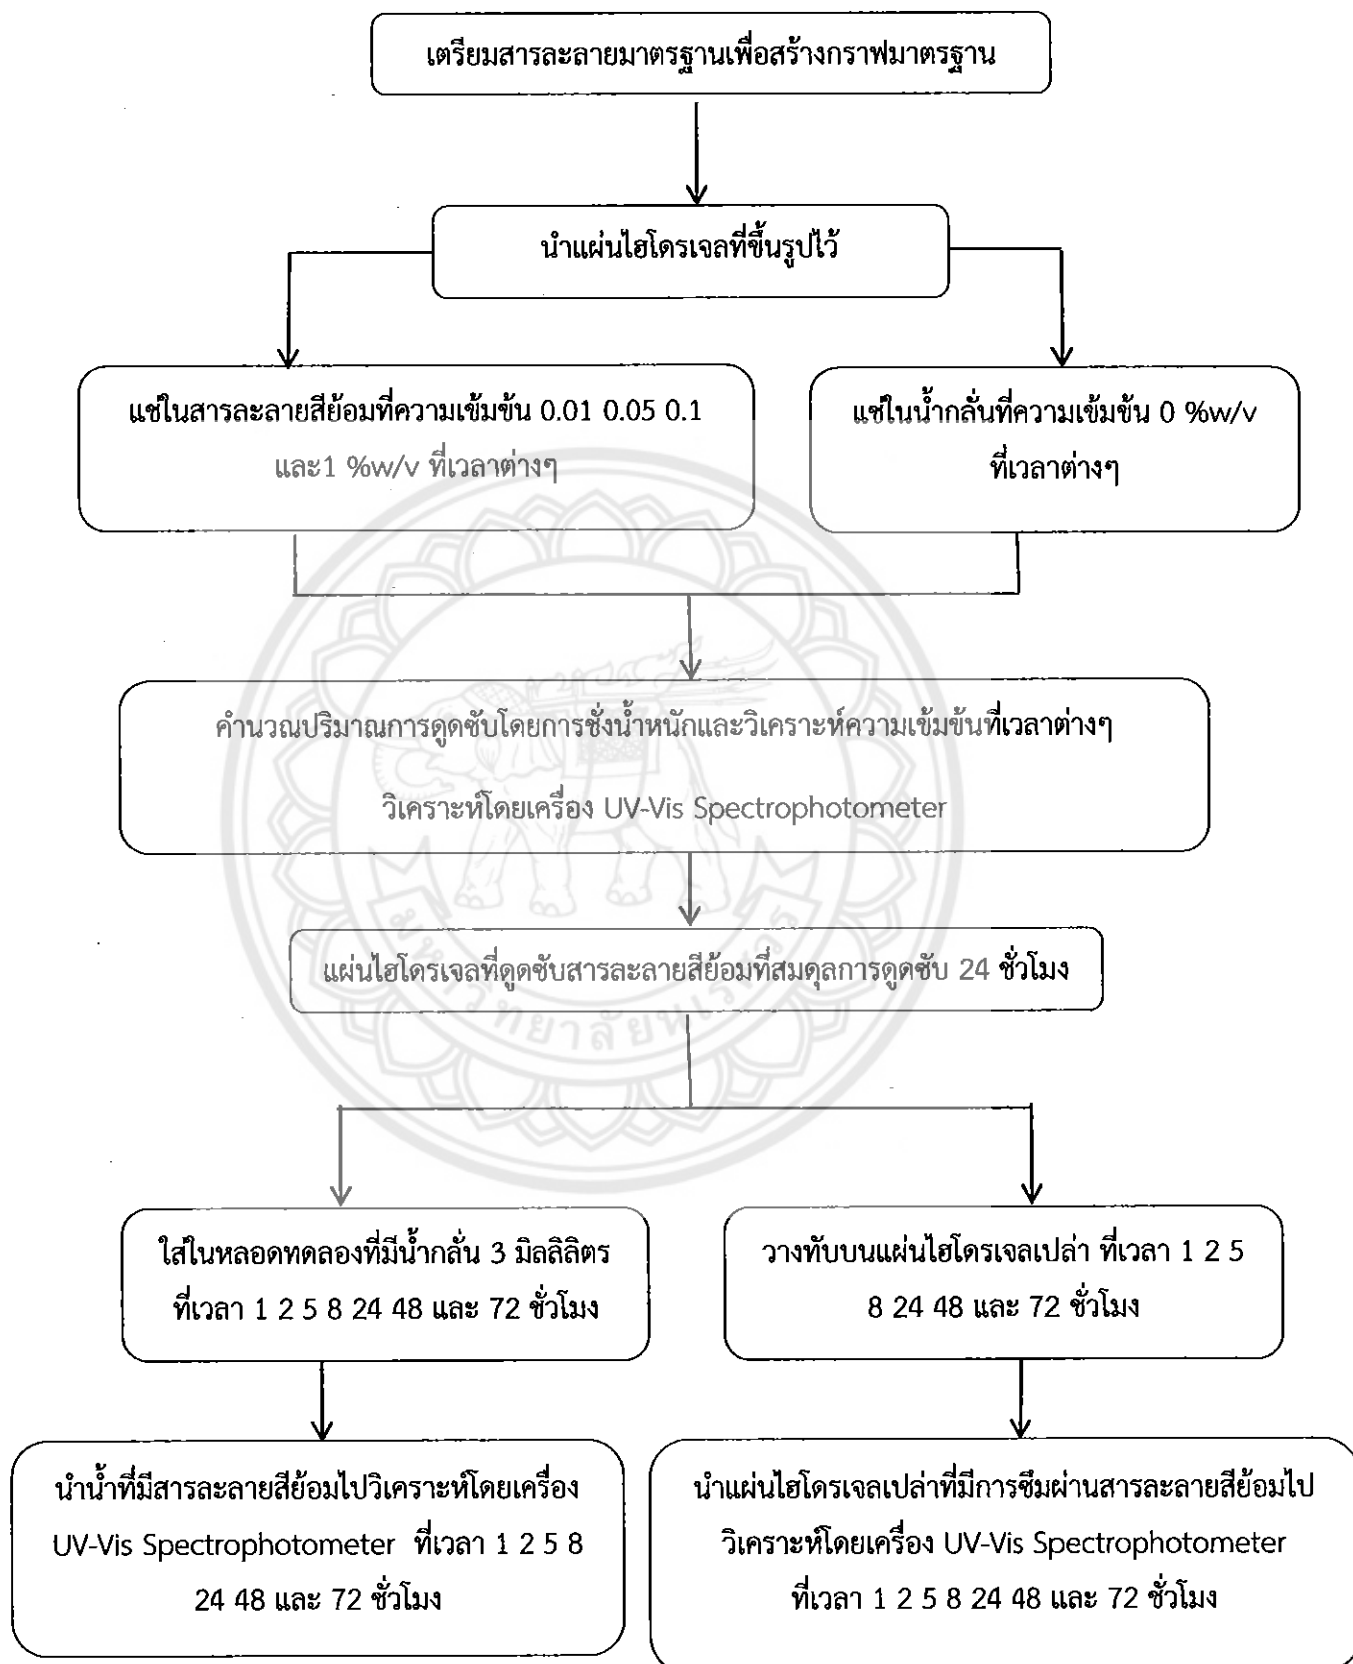 เตรียมสารละลายมาตรฐานเพื่อสร้างกราฟมาตรฐาน
นำแผ่นไฮโดรเจลที่ขึ้นรูปไว้
แช่ในสารละลายสีย้อมที่ความเข้มข้น 0.01 0.05 0.1
และ1 %w/v ที่เวลาต่างๆ
แช่ในน้ำกลั่นที่ความเข้มข้น 0 %w/v
ที่เวลาต่างๆ
คำนวณปริมาณการดูดซับโดยการชั่งน้ำหนักและวิเคราะห์ความเข้มข้นที่เวลาต่างๆ
วิเคราะห์โดยเครื่อง UV-Vis Spectrophotometer
แผ่นไฮโดรเจลที่ดูดซับสารละลายสีย้อมที่สมดุลการดูดซับ 24 ชั่วโมง
มหาวิทยาลัยนเรศวร
ใส่ในหลอดทดลองที่มีน้ำกลั่น 3 มิลลิลิตร
ที่เวลา 1 2 5 8 24 48 และ 72 ชั่วโมง
วางทับบนแผ่นไฮโดรเจลเปล่า ที่เวลา 1 2 5
8 24 48 และ 72 ชั่วโมง
นำน้ำที่มีสารละลายสีย้อมไปวิเคราะห์โดยเครื่อง
UV-Vis Spectrophotometer ที่เวลา 1 2 5 8
24 48 และ 72 ชั่วโมง
นำแผ่นไฮโดรเจลเปล่าที่มีการซึมผ่านสารละลายสีย้อมไป
วิเคราะห์โดยเครื่อง UV-Vis Spectrophotometer
ที่เวลา 1 2 5 8 24 48 และ 72 ชั่วโมง